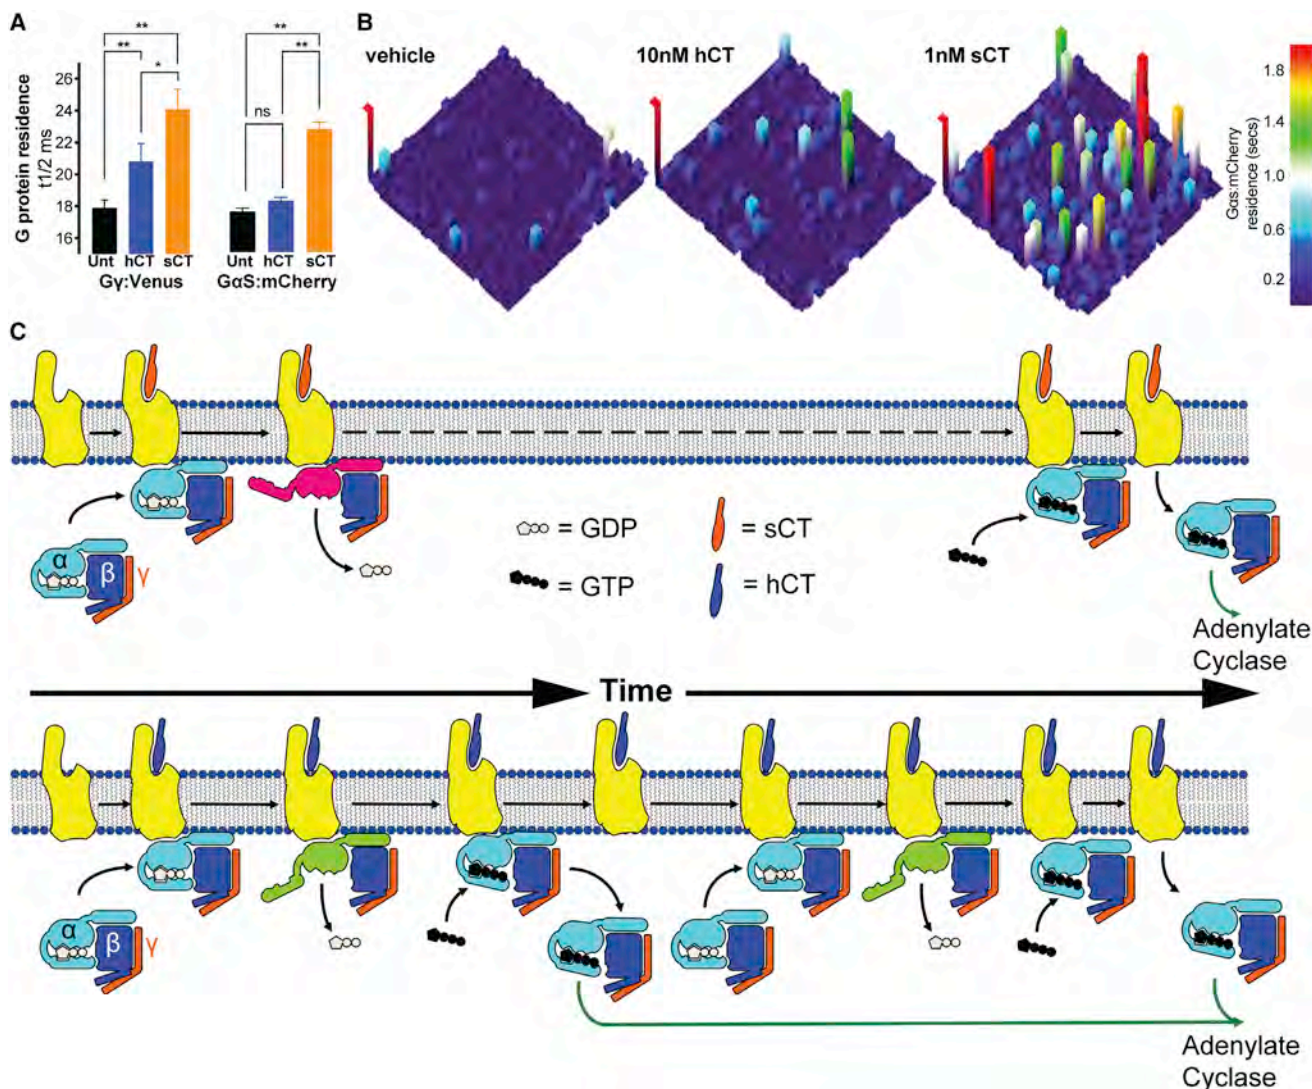 A
**
**
*
**
**
ns
G protein residence
t1/2 ms
26
24
22
20
18
16
Unt hCT sCT
Gγ:Venus
Unt hCT sCT
GαS:mCherry
B
vehicle
10nM hCT
1nM sCT
1.8
1.4
1.0
0.6
0.2
Gαs:mCherry
residence (secs)
C
α
β
γ
= GDP
= GTP
= sCT
= hCT
Adenylate
Cyclase
Time
α
β
γ
Adenylate
Cyclase